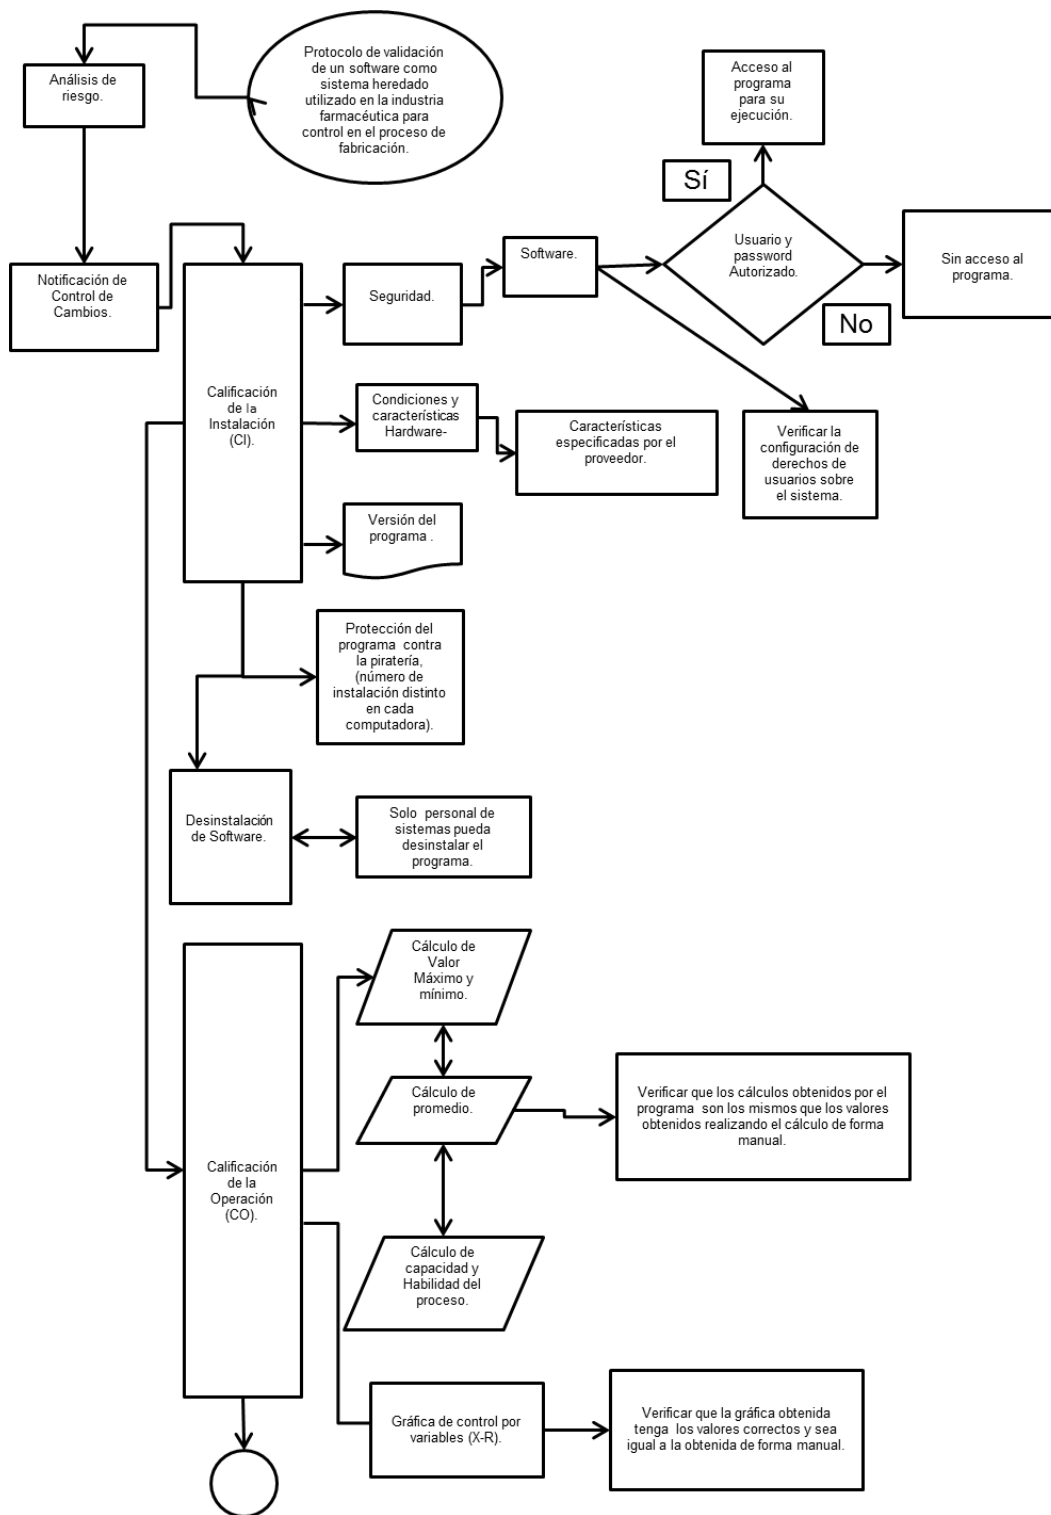 Protocolo de validación
de un software como
sistema heredado
utilizado en la industria
farmacéutica para
control en el proceso de
fabricación.
Análisis de
riesgo.
Acceso al
programa
para su
ejecución.
Sí
Usuario y
password
Autorizado.
No
Sin acceso al
programa.
Software.
Seguridad.
Notificación de
Control de
Cambios.
Calificación
de la
Instalación
(CI).
Condiciones y
características
Hardware-
Características
especificadas por el
proveedor.
Verificar la
configuración de
derechos de
usuarios sobre
el sistema.
Versión del
programa .
Protección del
programa contra
la piratería,
(número de
instalación distinto
en cada
computadora).
Desinstalación
de Software.
Solo personal de
sistemas pueda
desinstalar el
programa.
Cálculo de
Valor
Máximo y
mínimo.
Cálculo de
promedio.
Verificar que los cálculos obtenidos por el
programa son los mismos que los valores
obtenidos realizando el cálculo de forma
manual.
Calificación
de la
Operación
(CO).
Cálculo de
capacidad y
Habilidad del
proceso.
Gráfica de control por
variables (X-R).
Verificar que la gráfica obtenida
tenga los valores correctos y sea
igual a la obtenida de forma manual.